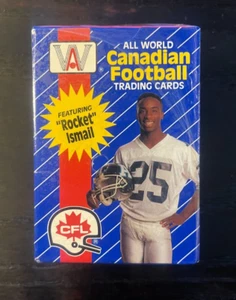 AW
ALL WORLD
Canadian
Football
TRADING CARDS
FEATURING
"Rocket"
Ismail
25
CFL